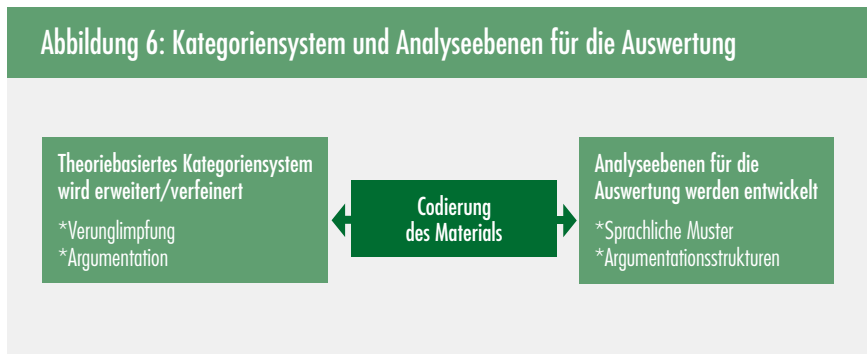 Abbildung 6: Kategoriensystem und Analyseebenen für die Auswertung
Theoriebasiertes Kategoriensystem
wird erweitert/verfeinert
*Verunglimpfung
*Argumentation
Codierung
des Materials
Analyseebenen für die
Auswertung werden entwickelt
*Sprachliche Muster
*Argumentationsstrukturen